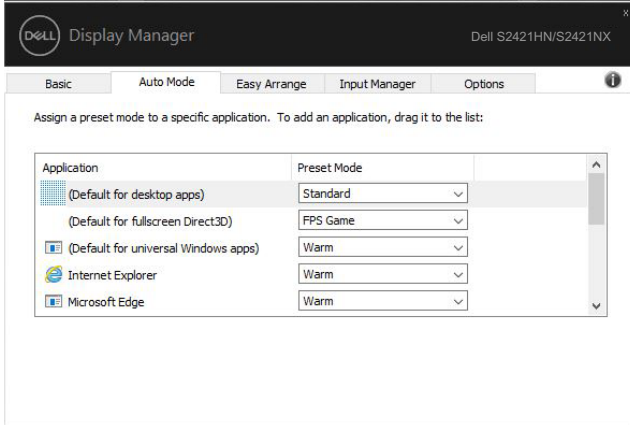 DELL Display Manager Dell S2421HN/S2421NX
Basic Auto Mode Easy Arrange Input Manager Options
Assign a preset mode to a specific application. To add an application, drag it to the list:
Application Preset Mode
(Default for desktop apps) Standard
(Default for fullscreen Direct3D) FPS Game
(Default for universal Windows apps) Warm
Internet Explorer Warm
Microsoft Edge Warm